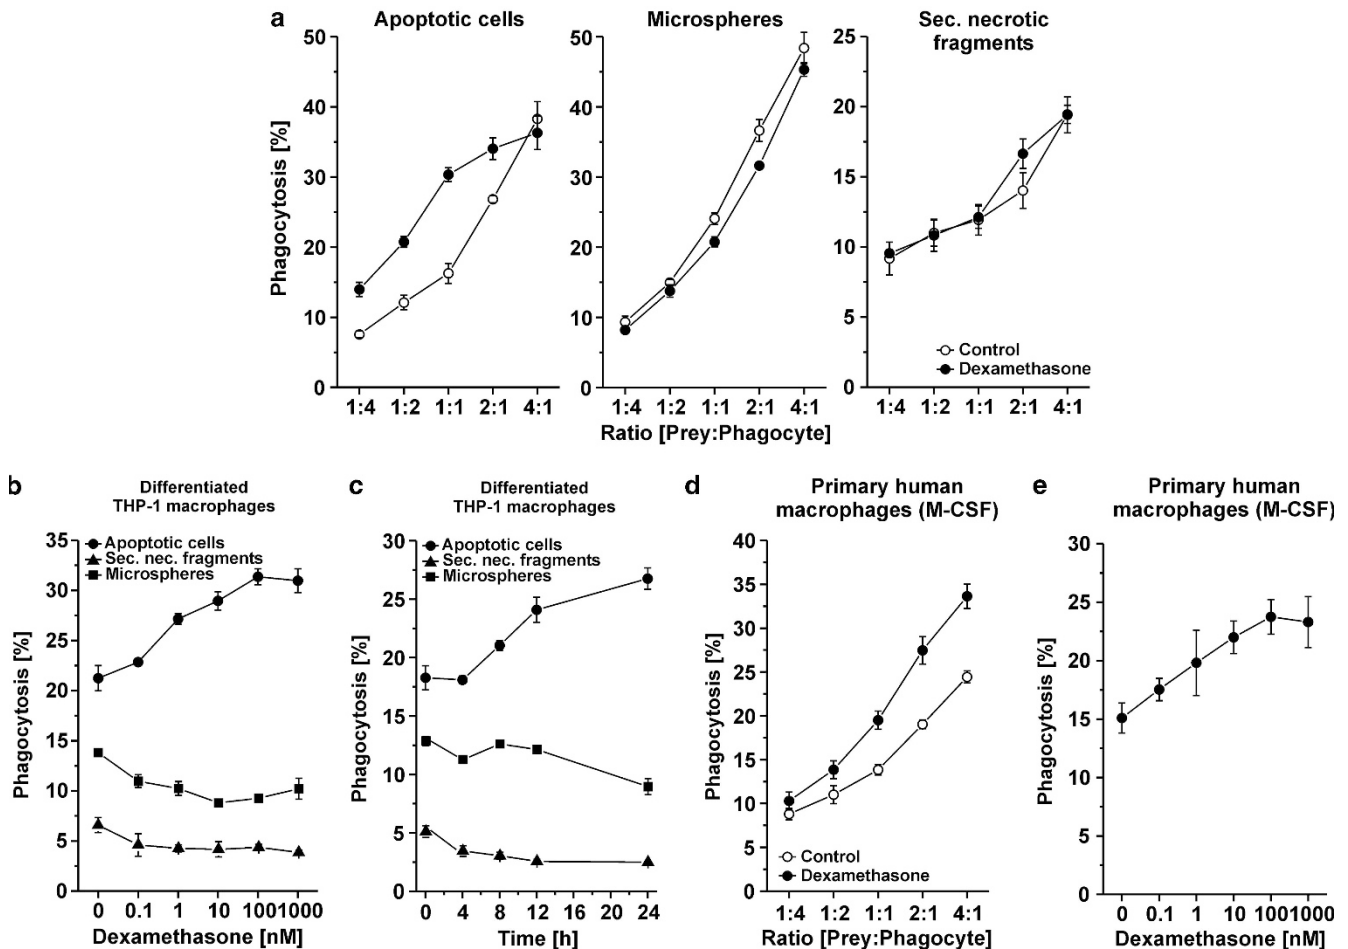 a
Apoptotic cells
Microspheres
Sec. necrotic
fragments
Phagocytosis [%]
50
40
30
20
10
0
1:4 1:2 1:1 2:1 4:1
50
40
30
20
10
0
1:4 1:2 1:1 2:1 4:1
25
20
15
10
5
0
1:4 1:2 1:1 2:1 4:1
Control
Dexamethasone
Ratio [Prey:Phagocyte]
b
Differentiated
THP-1 macrophages
Apoptotic cells
Sec. nec. fragments
Microspheres
Phagocytosis [%]
35
30
25
20
15
10
5
0
0 0.1 1 10 100 1000
Dexamethasone [nM]
c
Differentiated
THP-1 macrophages
Apoptotic cells
Sec. nec. fragments
Microspheres
Phagocytosis [%]
30
25
20
15
10
5
0
0 4 8 12 16 20 24
Time [h]
d
Primary human
macrophages (M-CSF)
Phagocytosis [%]
40
35
30
25
20
15
10
5
0
Control
Dexamethasone
1:4 1:2 1:1 2:1 4:1
Ratio [Prey:Phagocyte]
e
Primary human
macrophages (M-CSF)
Phagocytosis [%]
30
25
20
15
10
5
0
0 0.1 1 10 100 1000
Dexamethasone [nM]